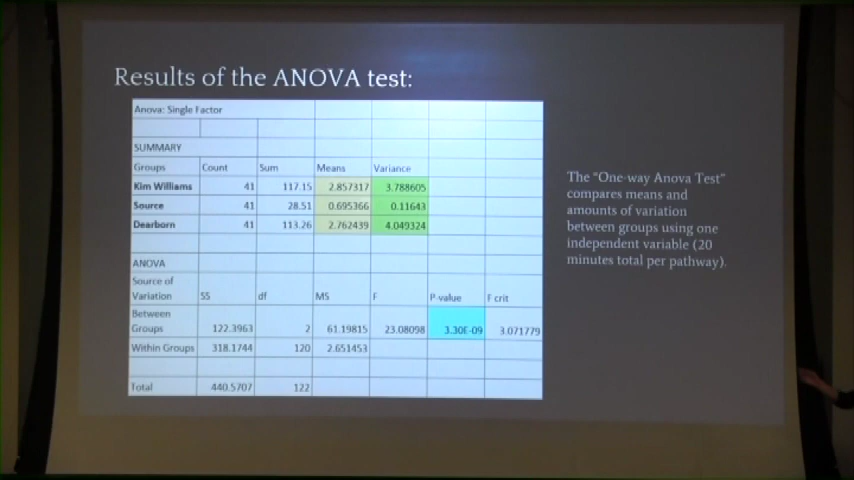 Results of the ANOVA test:
Anova: Single Factor
SUMMARY
Groups Count Sum Means Variance
Kim Williams 41 117.15 2.857317 3.788605
Source 41 28.51 0.695366 0.11643
Dearborn 41 113.26 2.762439 4.049324
ANOVA
Source of
Variation SS df MS F P-value F crit
Between
Groups 122.3963 2 61.19815 23.08098 3.30E-09 3.071779
Within Groups 318.1744 120 2.651453
Total 440.5707 122
The "One-way Anova Test"
compares means and
amounts of variation
between groups using one
independent variable (20
minutes total per pathway).